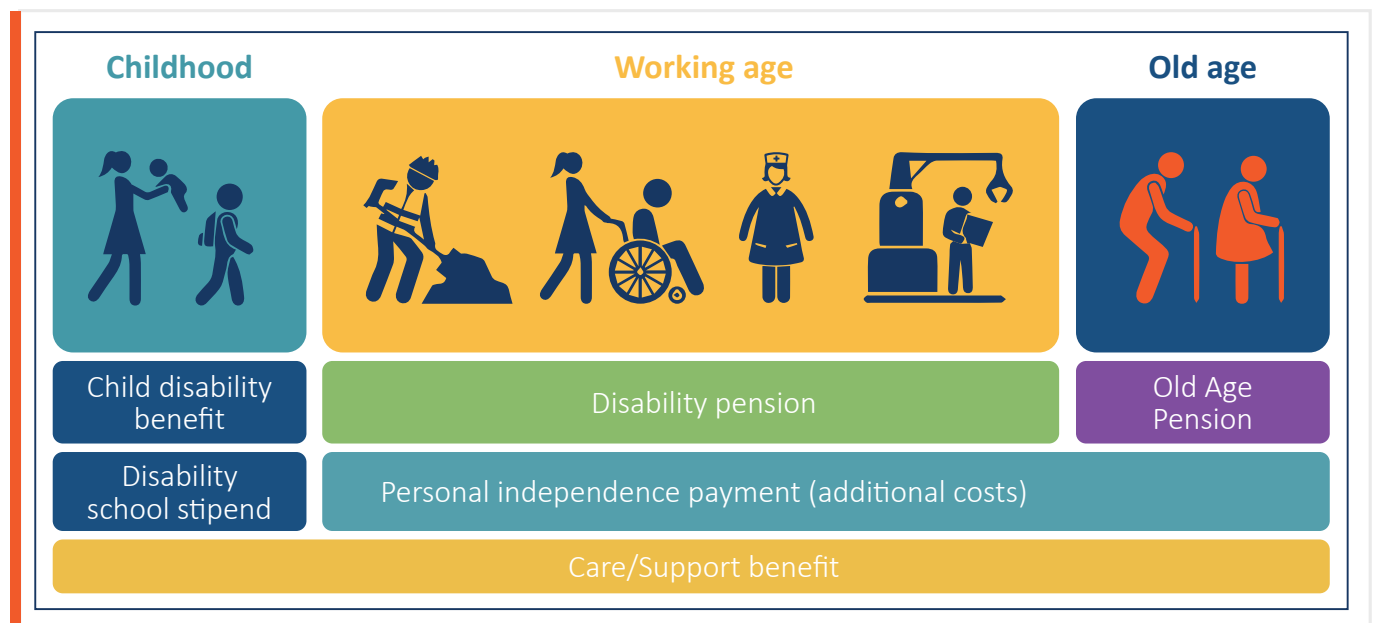 Childhood
Working age
Old age
Child disability
benefit
Disability pension
Old Age
Pension
Disability
school stipend
Personal independence payment (additional costs)
Care/Support benefit